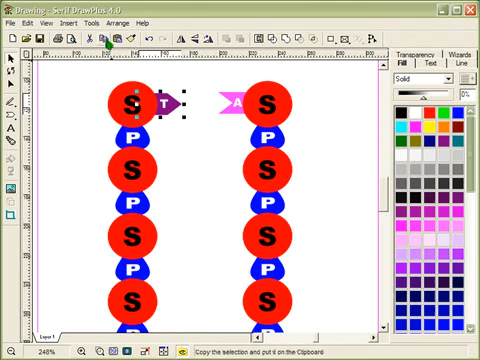 Drawing - Serif DrawPlus 4.0
File Edit View Insert Tools Arrange Help
Transparency Wizards
Fill Text Line
Solid
0%
S T A S
P P
S S
P P
S S
P P
S S
P P
Layer 1
248%
Copy the selection and put it on the Clipboard